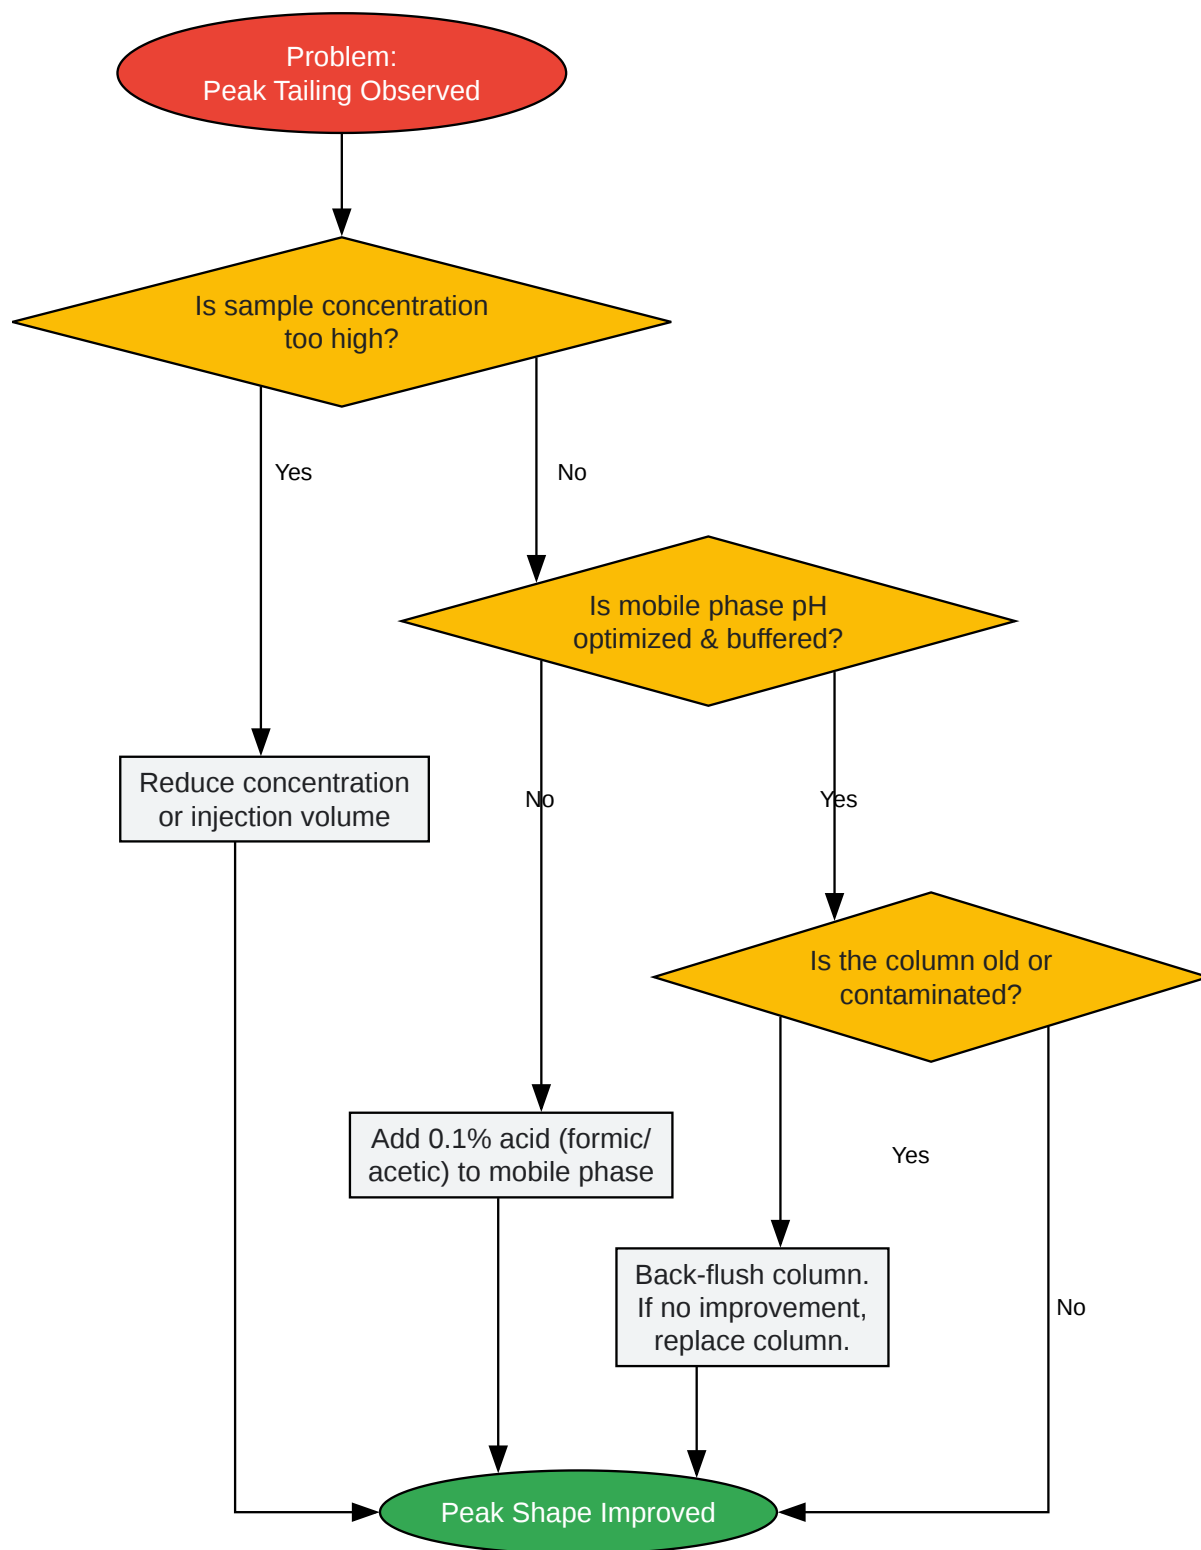 Problem:
Peak Tailing Observed
Is sample concentration
too high?
Yes
No
Is mobile phase pH
optimized & buffered?
Reduce concentration
or injection volume
No
Yes
Is the column old or
contaminated?
Add 0.1% acid (formic/
acetic) to mobile phase
Yes
Back-flush column.
If no improvement,
replace column.
No
Peak Shape Improved